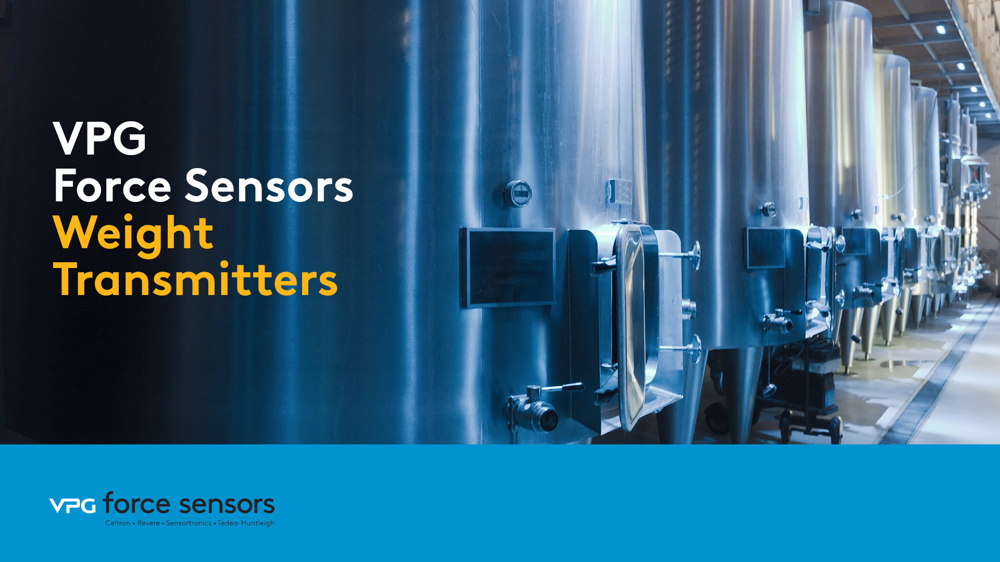 VPG
Force Sensors
Weight
Transmitters
VPG force sensors
Celtron ▪ Revere ▪ Sensortronics ▪ Tedea-Huntleigh